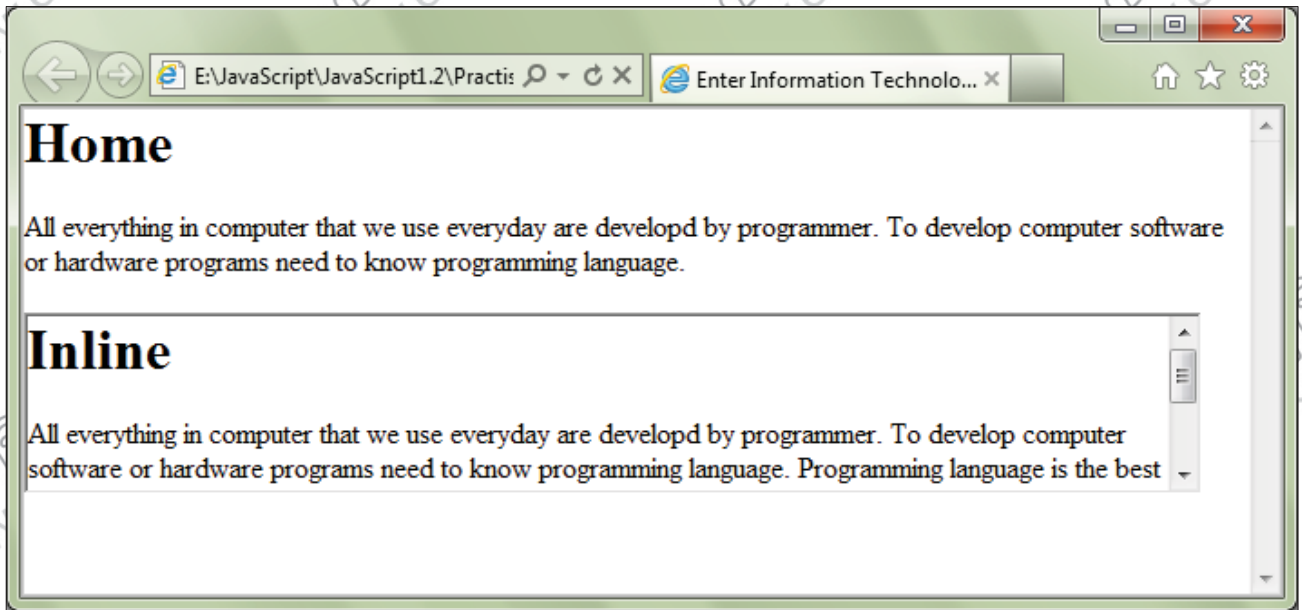 E:\JavaScript\JavaScript1.2\Practis
Enter Information Technolo...
Home
All everything in computer that we use everyday are developd by programmer. To develop computer software
or hardware programs need to know programming language.
Inline
All everything in computer that we use everyday are developd by programmer. To develop computer
software or hardware programs need to know programming language. Programming language is the best